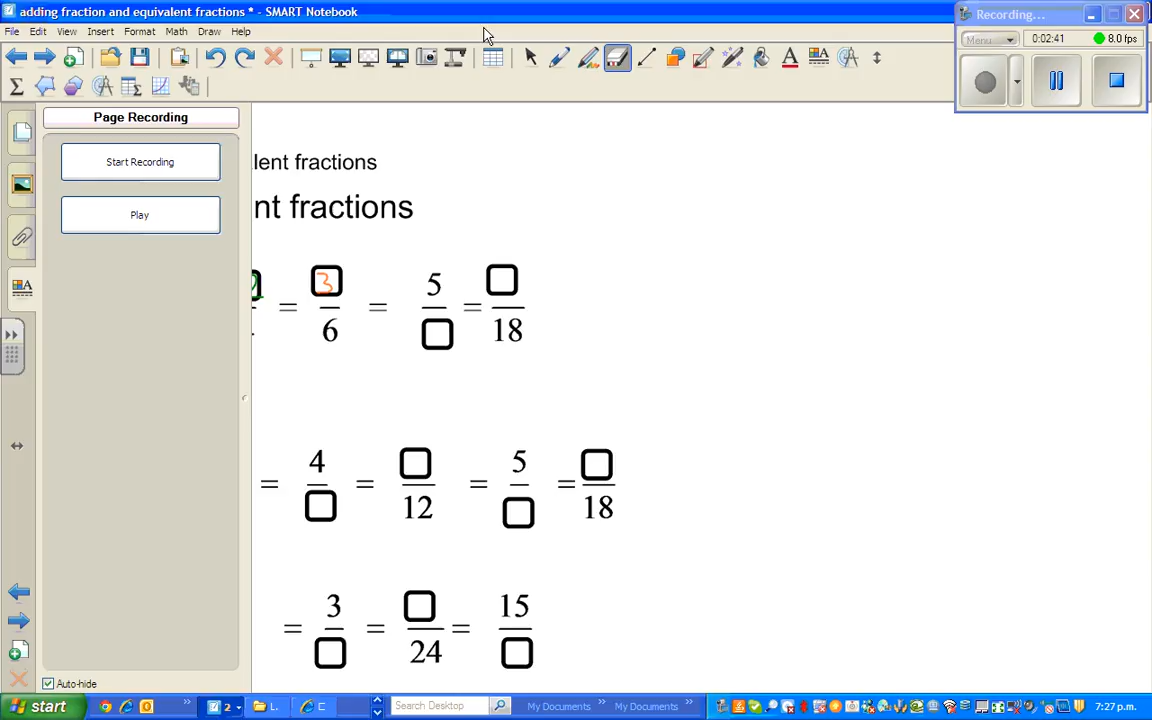 adding fraction and equivalent fractions * - SMART Notebook
Recording...
File Edit View Insert Format Math Draw Help
Menu 0:02:41 8.0 fps
Page Recording
Start Recording
Play
lent fractions
nt fractions
= 3/6 = 5/□ = □/18
= 4/□ = □/12 = 5/□ = □/18
= 3/□ = □/24 = 15/□
Auto-hide
start 2 L. C Search Desktop My Documents » My Documents » 7:27 p.m.